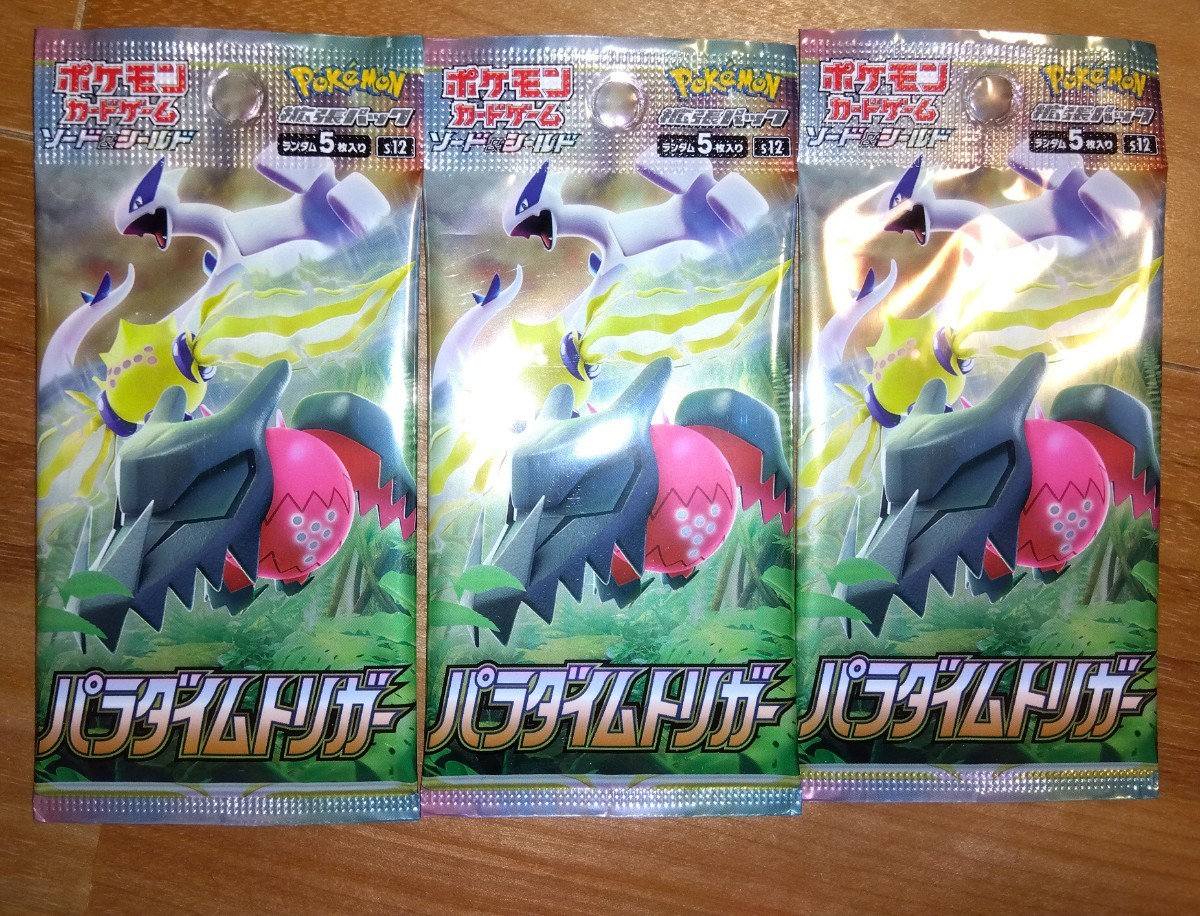 ポケモン
カードゲーム
ソード&シールド
POKéMON
拡張パック
ランダム5枚入り S12
パラダイムトリガー
ポケモン
カードゲーム
ソード&シールド
POKéMON
拡張パック
ランダム5枚入り S12
パラダイムトリガー
ポケモン
カードゲーム
ソード&シールド
POKéMON
拡張パック
ランダム5枚入り S12
パラダイムトリガー